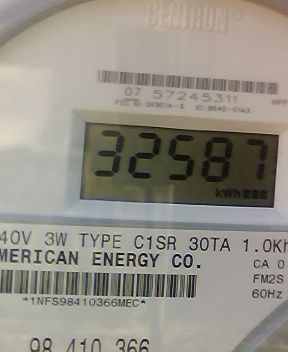 CENTRON®
07 57245311
32587
kWh
40V 3W TYPE C1SR 30TA 1.0Kh
MERICAN ENERGY CO.
CA 0
FM2S
*1NFS98410366MEC*
60Hz
98 410 366